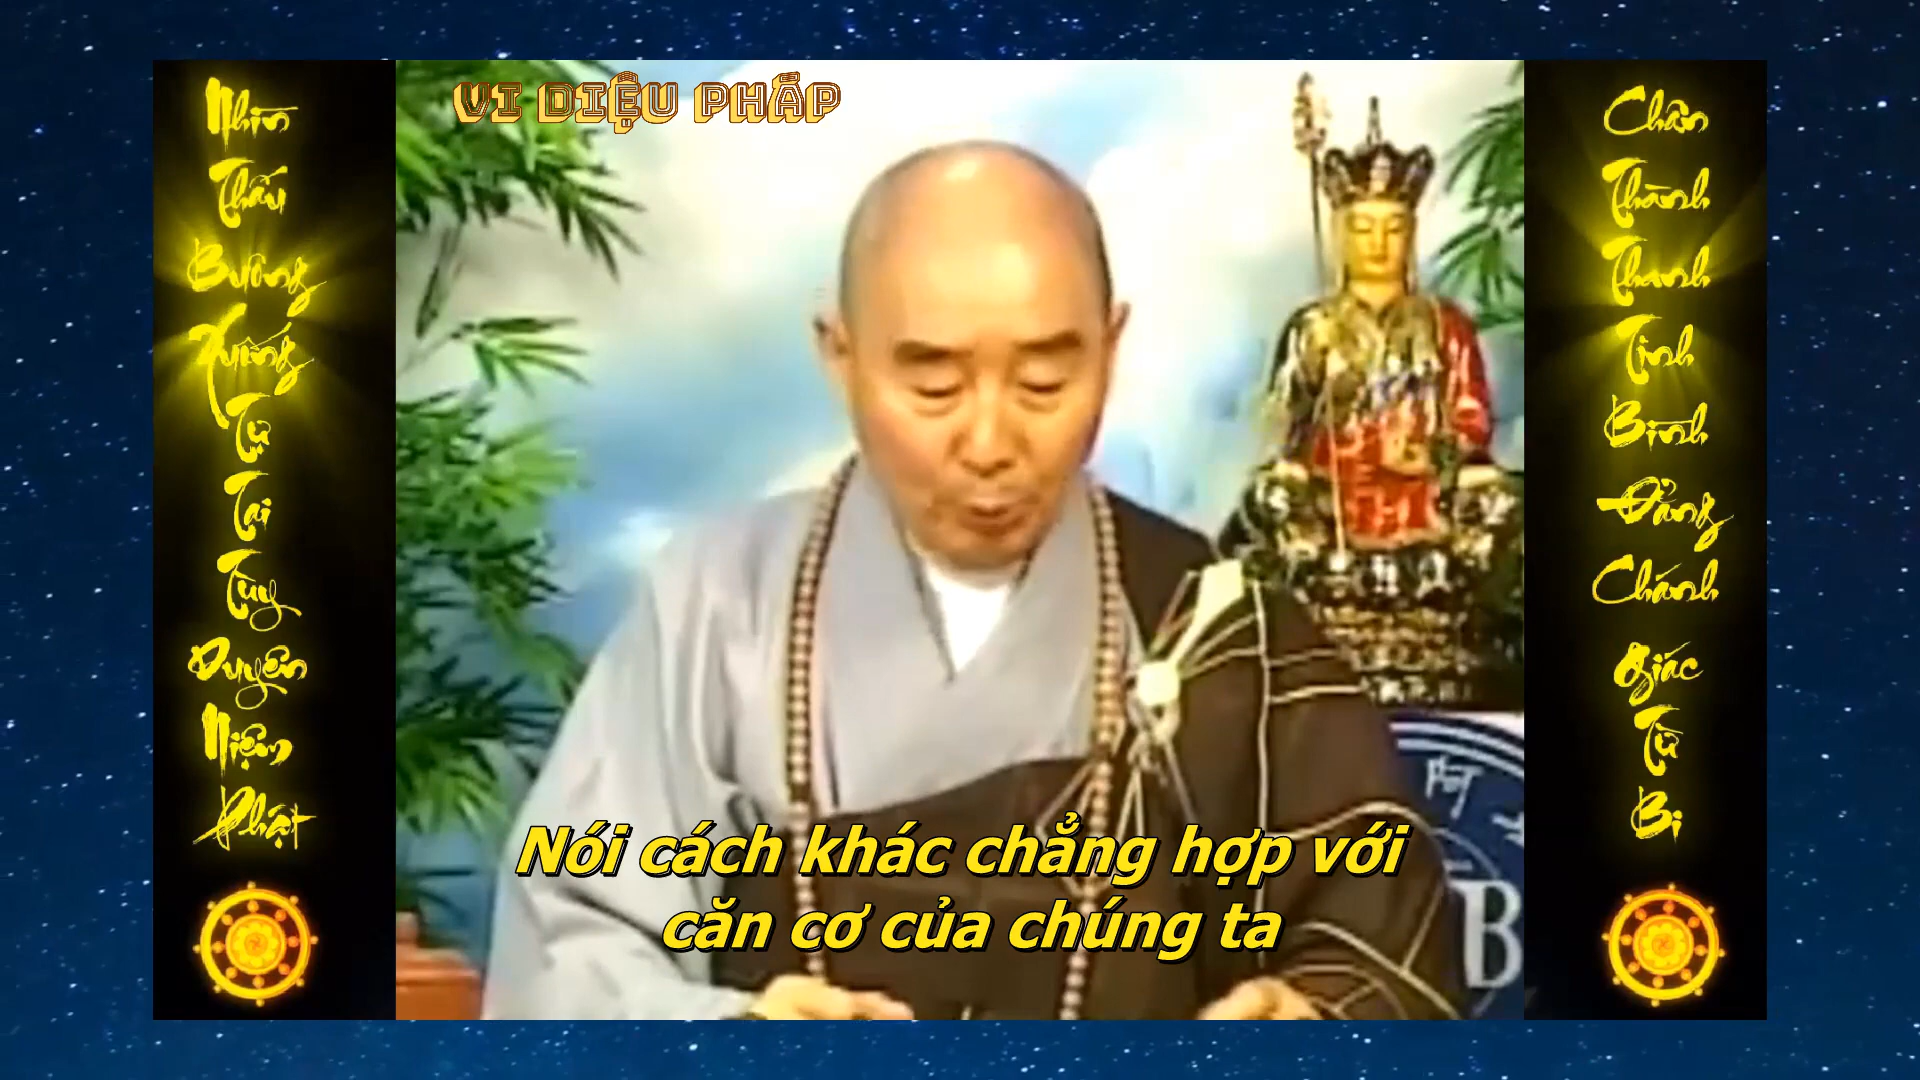 VI DIỆU PHÁP
Nhìn
Thấu
Buông
Xuống
Tự
Tại
Tùy
Duyên
Niệm
Phật
Chân
Thành
Thanh
Tịnh
Bình
Đẳng
Chánh
Giác
Từ
Bi
Nói cách khác chẳng hợp với
căn cơ của chúng ta
B